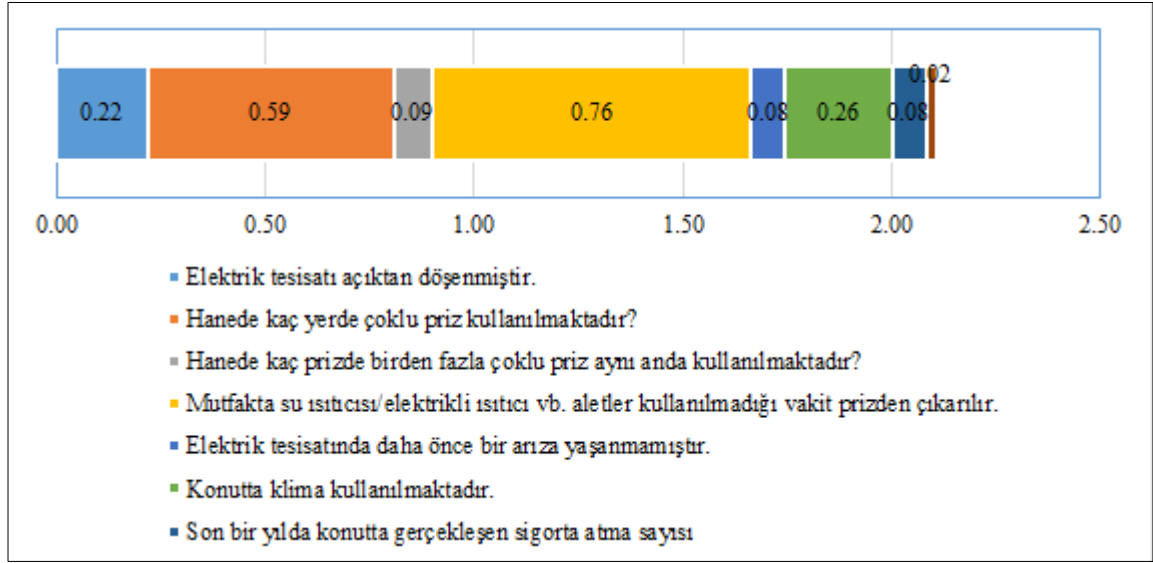 0.22 0.59 0.09 0.76 0.08 0.26 0.08 0.02
0.00 0.50 1.00 1.50 2.00 2.50
Elektrik tesisatı açıktan döşenmiştir.
Hanede kaç yerde çoklu priz kullanılmaktadır?
Hanede kaç prizde birden fazla çoklu priz aynı anda kullanılmaktadır?
Mutfakta su ısıtıcısı/elektrikli ısıtıcı vb. aletler kullanılmadığı vakit prizden çıkarılır.
Elektrik tesisatında daha önce bir arıza yaşanmamıştır.
Konutta klima kullanılmaktadır.
Son bir yılda konutta gerçekleşen sigorta atma sayısı